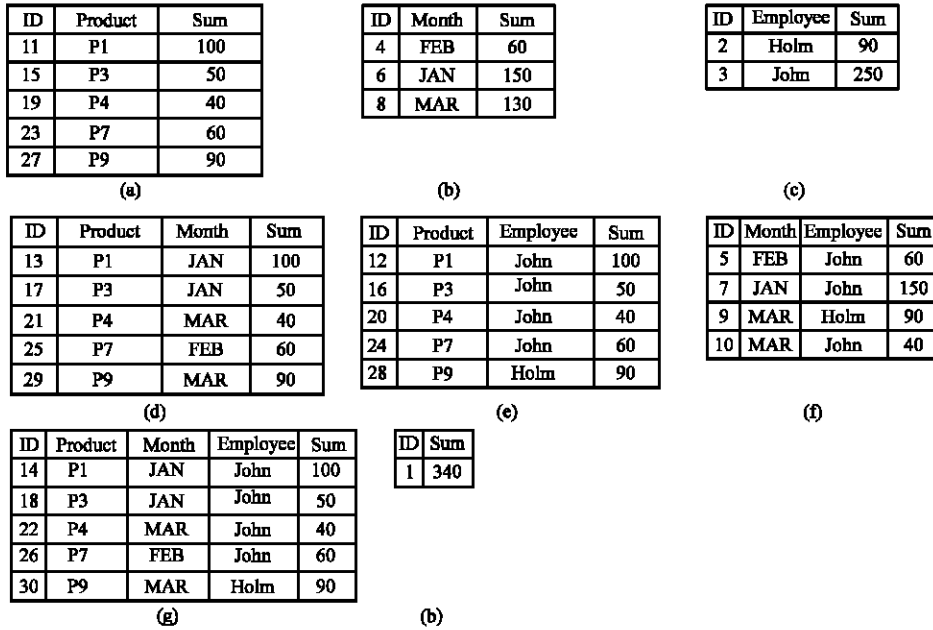 ID Product Sum
11 P1 100
15 P3 50
19 P4 40
23 P7 60
27 P9 90
(a)
ID Month Sum
4 FEB 60
6 JAN 150
8 MAR 130
(b)
ID Employee Sum
2 Holm 90
3 John 250
(c)
ID Product Month Sum
13 P1 JAN 100
17 P3 JAN 50
21 P4 MAR 40
25 P7 FEB 60
29 P9 MAR 90
(d)
ID Product Employee Sum
12 P1 John 100
16 P3 John 50
20 P4 John 40
24 P7 John 60
28 P9 Holm 90
(e)
ID Month Employee Sum
5 FEB John 60
7 JAN John 150
9 MAR Holm 90
10 MAR John 40
(f)
ID Product Month Employee Sum
14 P1 JAN John 100
18 P3 JAN John 50
22 P4 MAR John 40
26 P7 FEB John 60
30 P9 MAR Holm 90
(g)
ID Sum
1 340
(b)